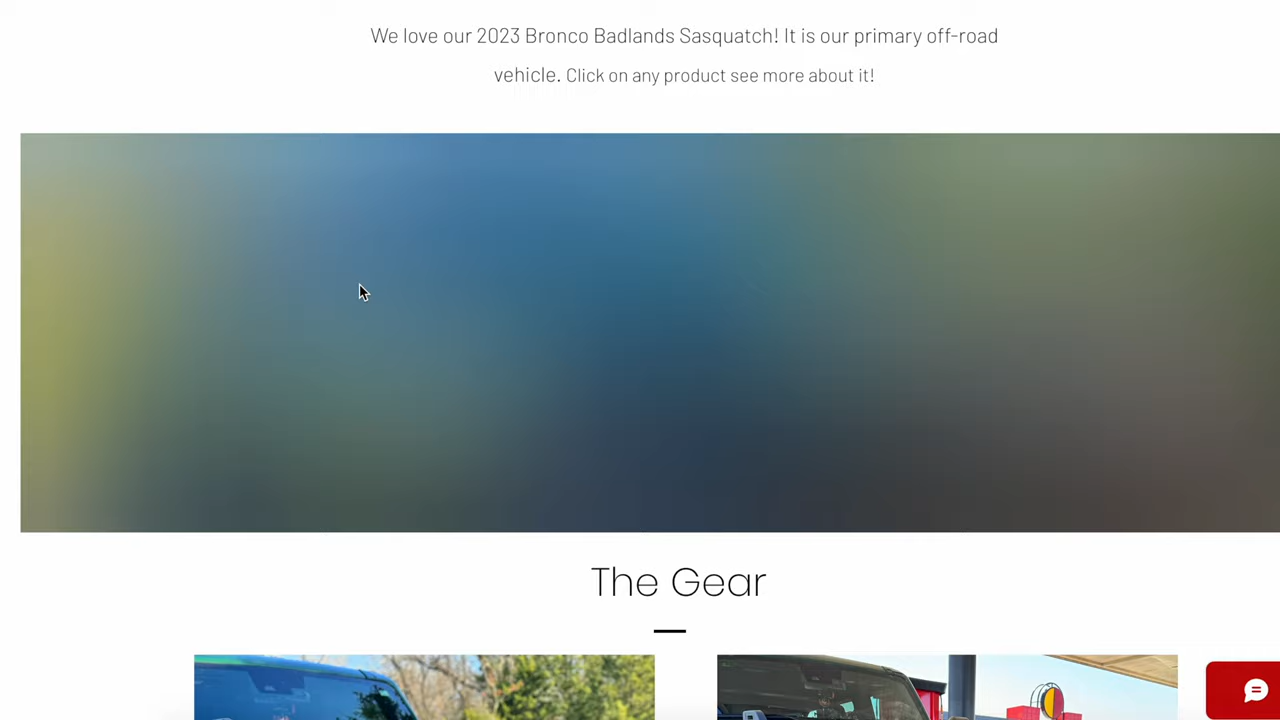 We love our 2023 Bronco Badlands Sasquatch! It is our primary off-road
vehicle. Click on any product see more about it!
The Gear